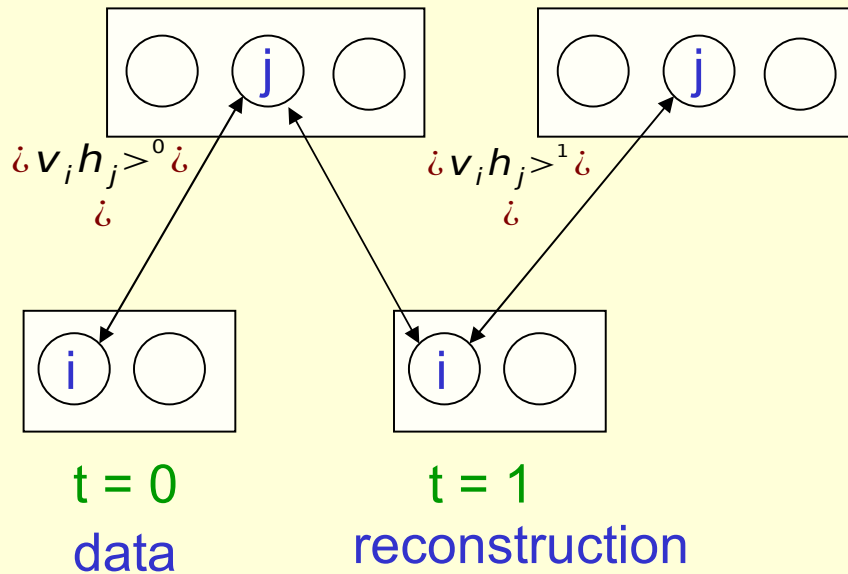 j j
¿ v_i h_j >^0 ¿ ¿ v_i h_j >^1 ¿
¿ ¿
i i
t = 0 t = 1
data reconstruction